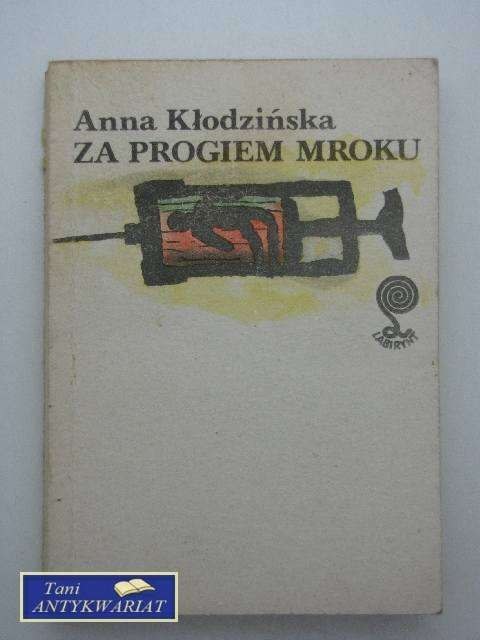 Anna Kłodzińska
ZA PROGIEM MROKU
LABIRYNT
Tani
ANTYKWARIAT